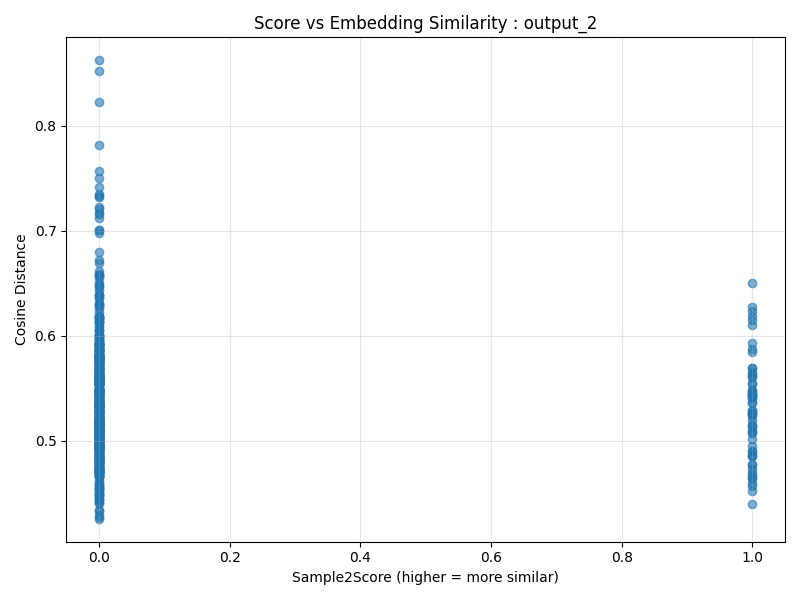 Score vs Embedding Similarity : output_2
Cosine Distance
0.8
0.7
0.6
0.5
0.0 0.2 0.4 0.6 0.8 1.0
Sample2Score (higher = more similar)